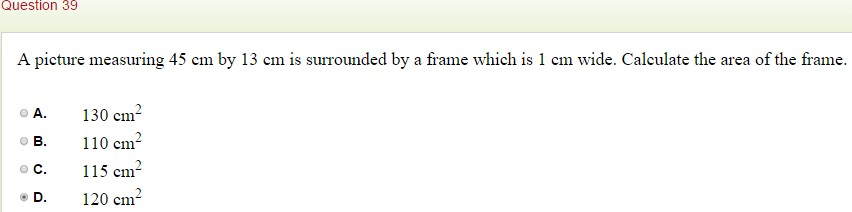 Question 39
A picture measuring 45 cm by 13 cm is surrounded by a frame which is 1 cm wide. Calculate the area of the frame.
A. 130 cm²
B. 110 cm²
C. 115 cm²
D. 120 cm²